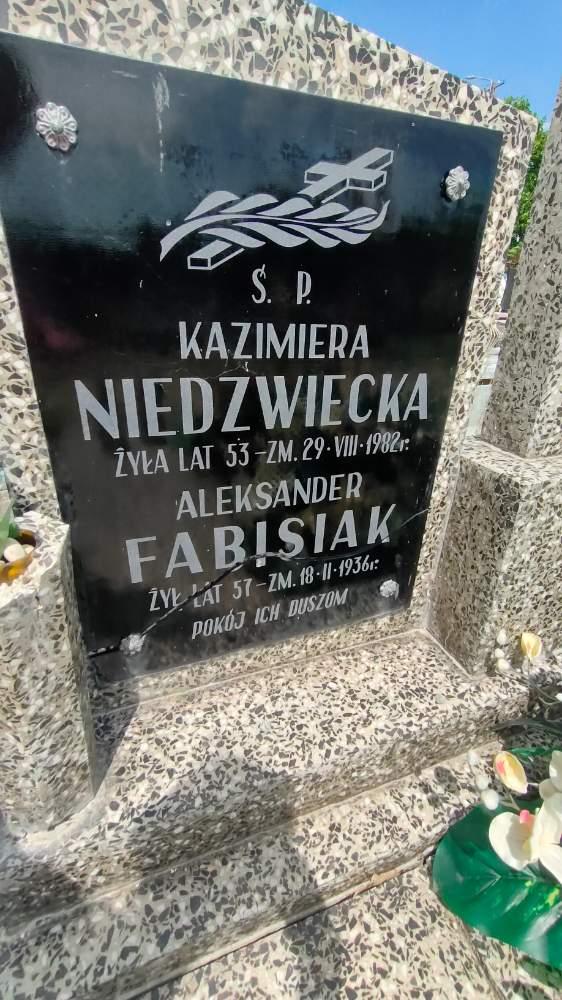 Ś. P.
KAZIMIERA
NIEDZWIECKA
ŻYŁA LAT 53 - ZM. 29 · VIII · 1982 r.
ALEKSANDER
FABISIAK
ŻYŁ LAT 57 - ZM. 18 · II · 1936 r.
POKÓJ ICH DUSZOM